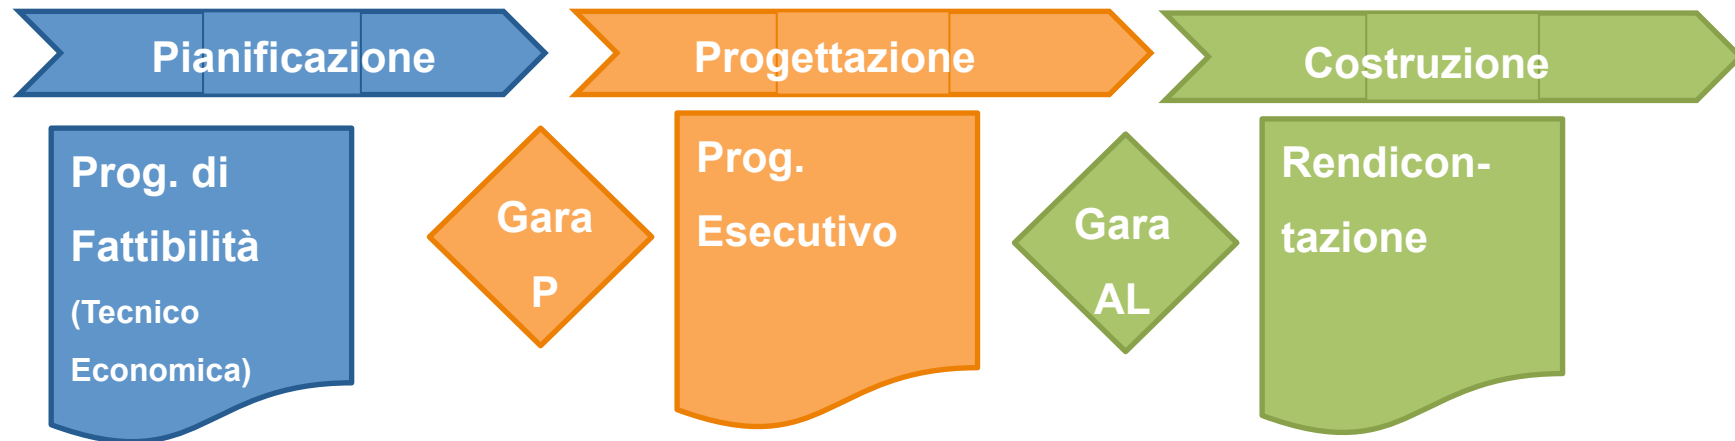 Pianificazione
Progettazione
Costruzione
Prog. di
Fattibilità
(Tecnico
Economica)
Gara
P
Prog.
Esecutivo
Gara
AL
Rendicon-
tazione